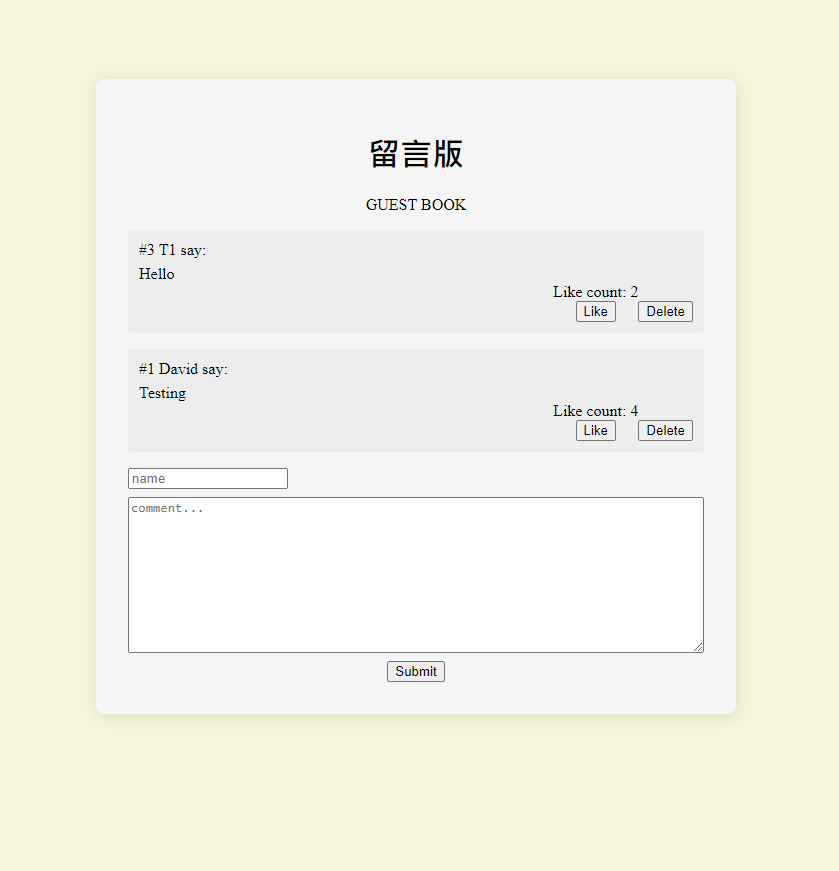 留言版
GUEST BOOK
#3 T1 say:
Hello
Like count: 2
Like Delete
#1 David say:
Testing
Like count: 4
Like Delete
name
comment...
Submit